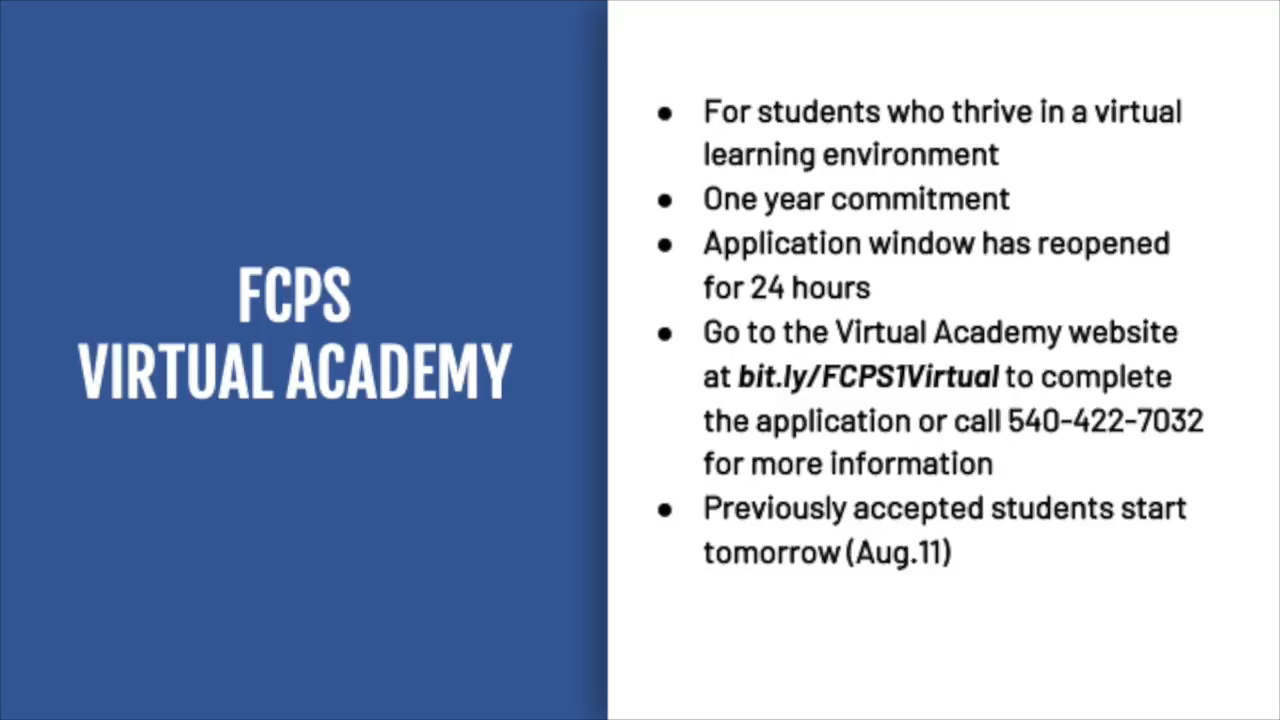 FCPS
VIRTUAL ACADEMY
● For students who thrive in a virtual
learning environment
● One year commitment
● Application window has reopened
for 24 hours
● Go to the Virtual Academy website
at bit.ly/FCPS1Virtual to complete
the application or call 540-422-7032
for more information
● Previously accepted students start
tomorrow (Aug.11)